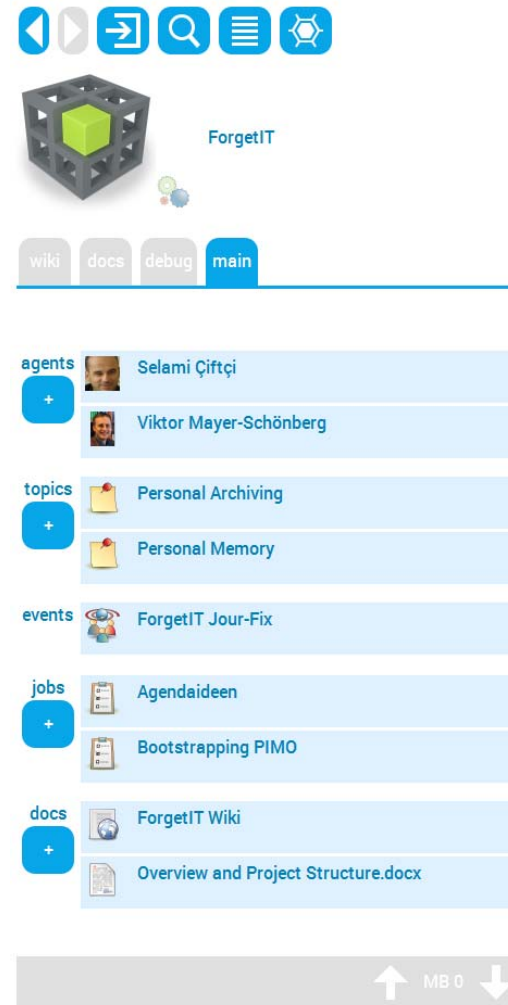 ForgetIT
wiki docs debug main
agents
+
Selami Çiftçi
Viktor Mayer-Schönberg
topics
+
Personal Archiving
Personal Memory
events
ForgetIT Jour-Fix
jobs
+
Agendaideen
Bootstrapping PIMO
docs
+
ForgetIT Wiki
Overview and Project Structure.docx
MB 0